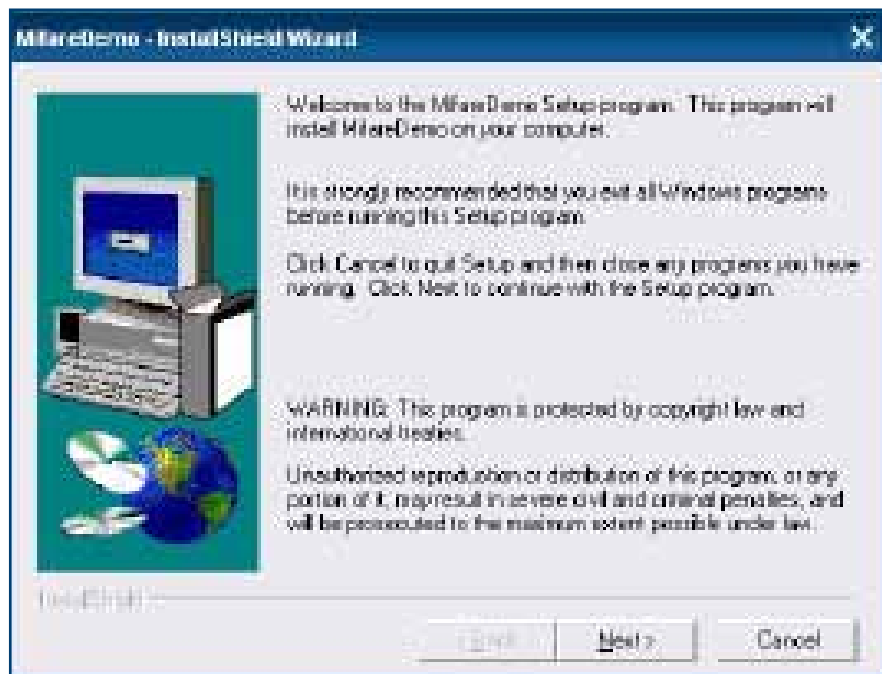 MifareDemo - InstallShield Wizard
Welcome to the MifareDemo Setup program. This program will
install MifareDemo on your computer.
It is strongly recommended that you exit all Windows programs
before running this Setup program.
Click Cancel to quit Setup and then close any programs you have
running. Click Next to continue with the Setup program.
WARNING: This program is protected by copyright law and
international treaties.
Unauthorized reproduction or distribution of this program, or any
portion of it, may result in severe civil and criminal penalties, and
will be prosecuted to the maximum extent possible under law.
InstallShield
< Back
Next >
Cancel